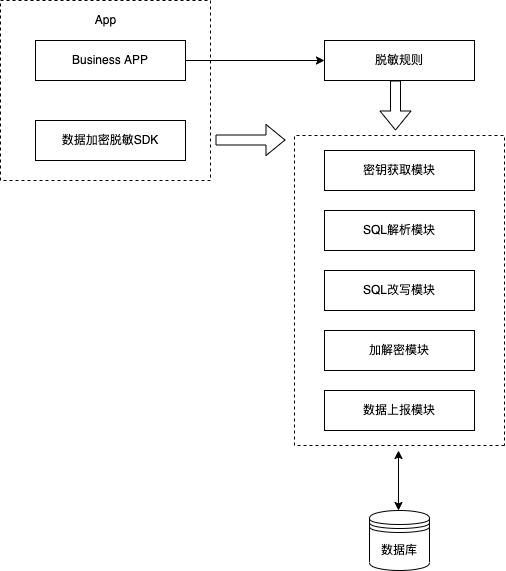 App
Business APP
脱敏规则
数据加密脱敏SDK
密钥获取模块
SQL解析模块
SQL改写模块
加解密模块
数据上报模块
数据库